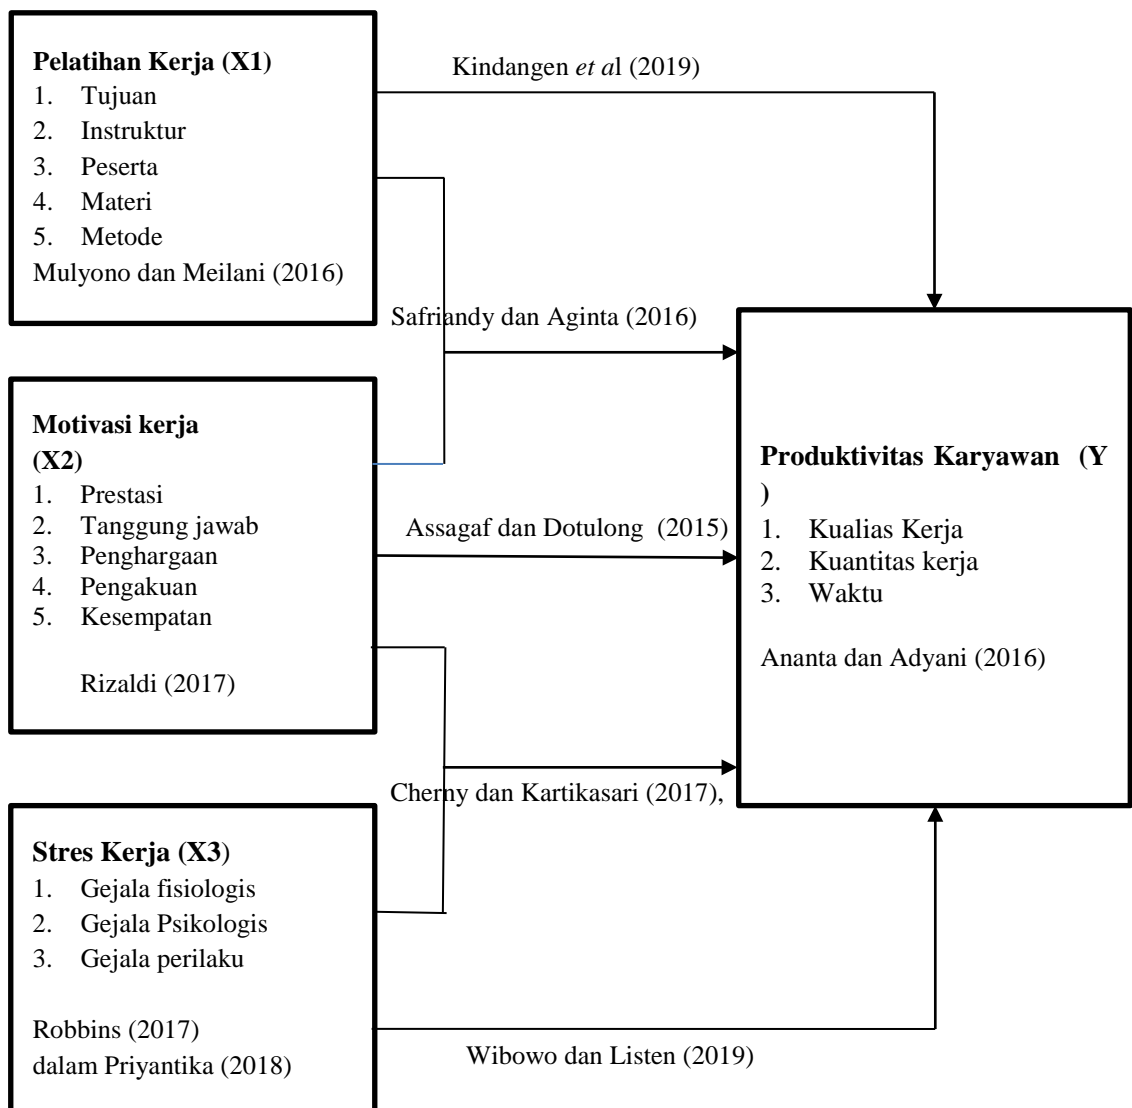 Pelatihan Kerja (X1)
1. Tujuan
2. Instruktur
3. Peserta
4. Materi
5. Metode
Mulyono dan Meilani (2016)
Kindangen et al (2019)
Safriandy dan Aginta (2016)
Motivasi kerja
(X2)
1. Prestasi
2. Tanggung jawab
3. Penghargaan
4. Pengakuan
5. Kesempatan
Rizaldi (2017)
Assagaf dan Dotulong (2015)
Produktivitas Karyawan (Y
)
1. Kualias Kerja
2. Kuantitas kerja
3. Waktu
Ananta dan Adyani (2016)
Cherny dan Kartikasari (2017),
Stres Kerja (X3)
1. Gejala fisiologis
2. Gejala Psikologis
3. Gejala perilaku
Robbins (2017)
dalam Priyantika (2018)
Wibowo dan Listen (2019)